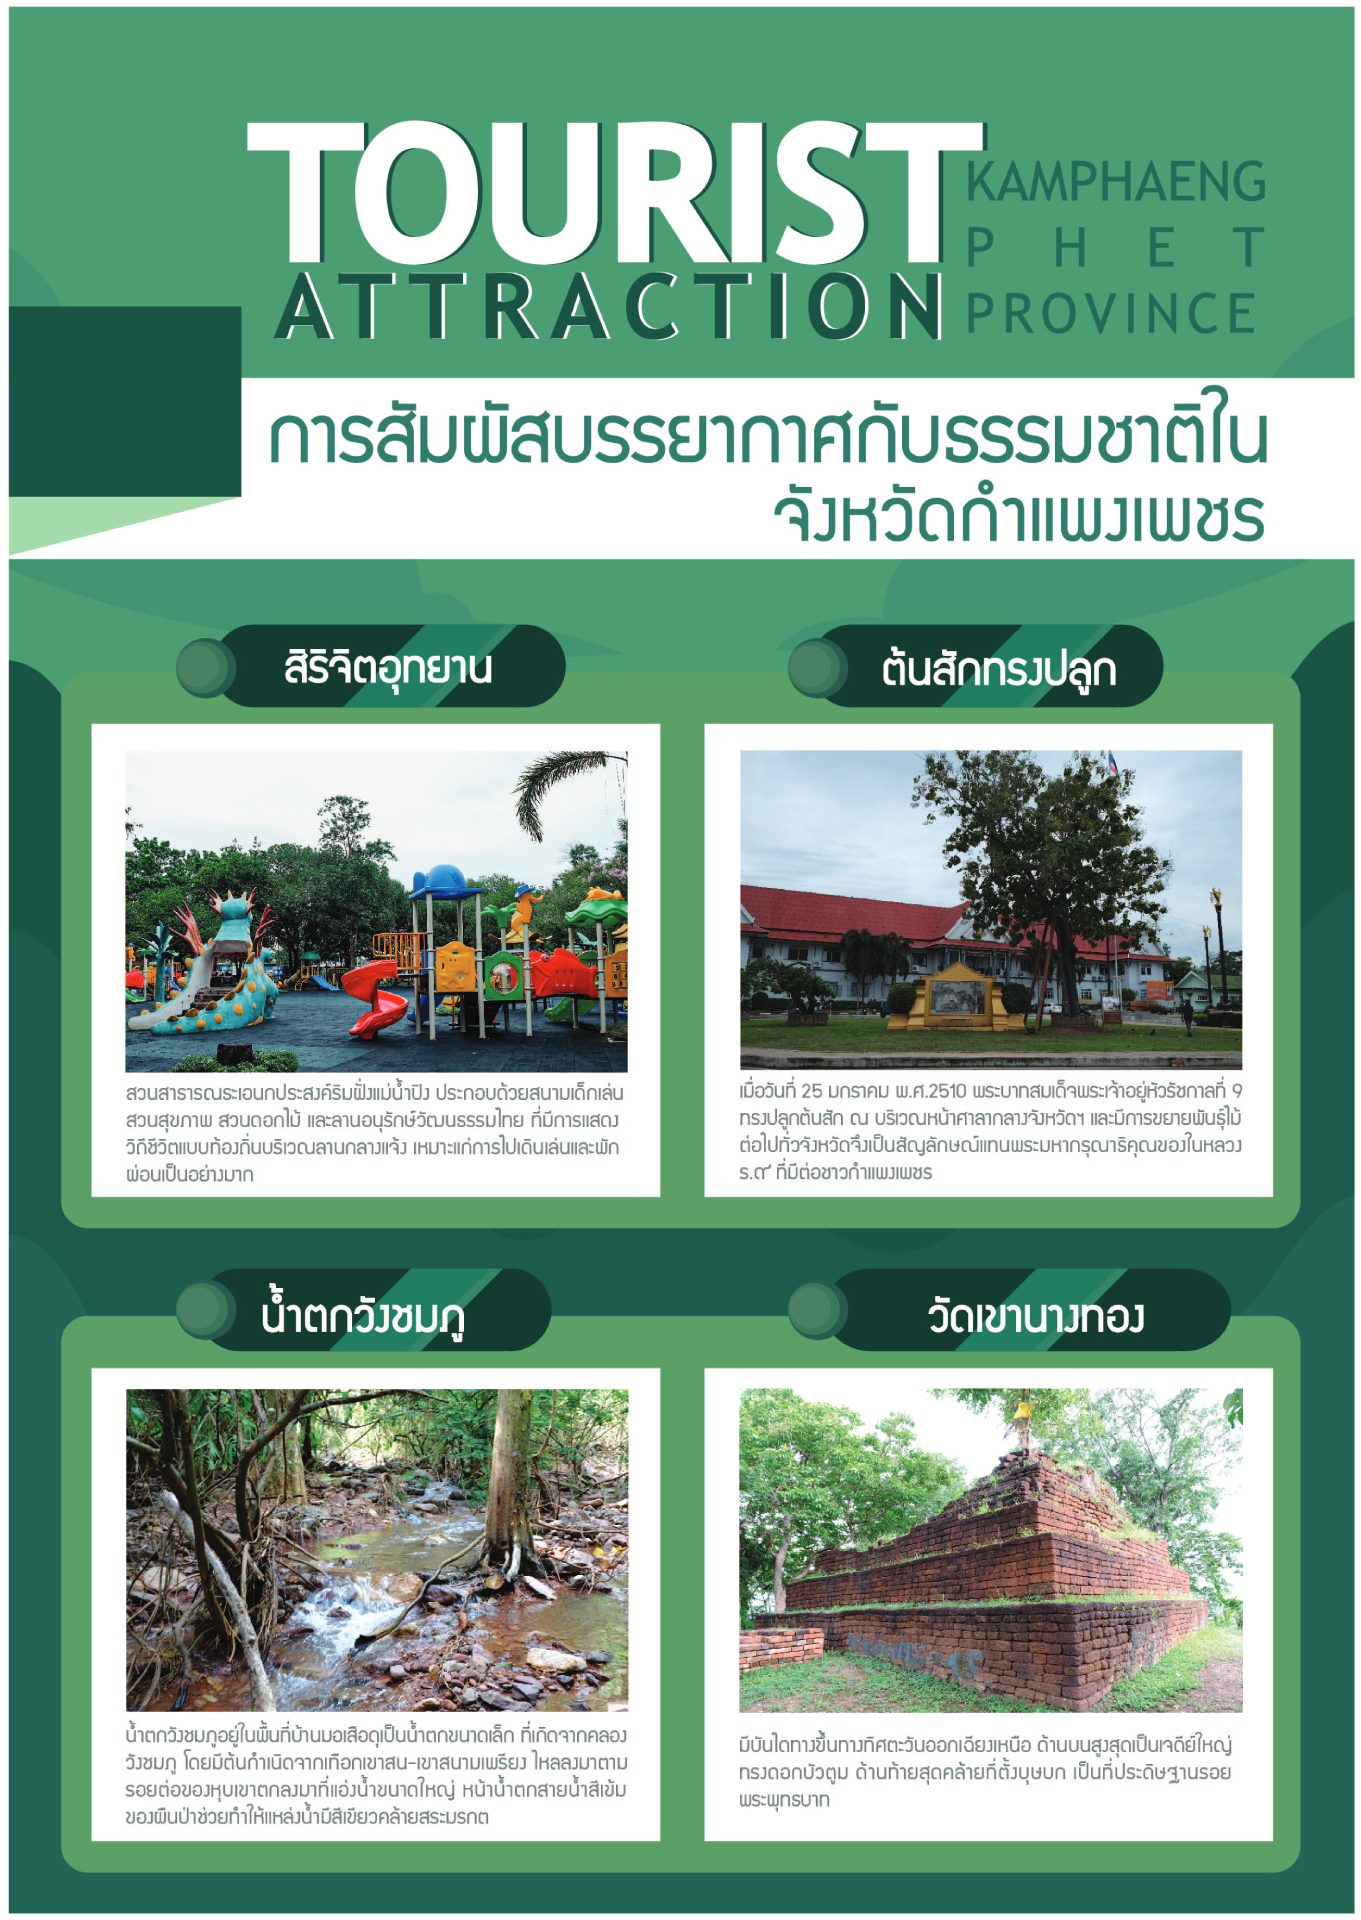 TOURIST
ATTRACTION
KAMPHAENG
PHET
PROVINCE
การสัมผัสบรรยากาศกับธรรมชาติใน
จังหวัดกำแพงเพชร
สิริจิตอุทยาน
สวนสาธารณะเอนกประสงค์ริมฝั่งแม่น้ำปิง ประกอบด้วยสนามเด็กเล่น
สวนสุขภาพ สวนดอกไม้ และลานอนุรักษ์วัฒนธรรมไทย ที่มีการแสดง
วิถีชีวิตแบบท้องถิ่นบริเวณลานกลางแจ้ง เหมาะแก่การไปเดินเล่นและพัก
ผ่อนเป็นอย่างมาก
ต้นสักทรงปลูก
เมื่อวันที่ 25 มกราคม พ.ศ.2510 พระบาทสมเด็จพระเจ้าอยู่หัวรัชกาลที่ 9
ทรงปลูกต้นสัก ณ บริเวณหน้าศาลากลางจังหวัดฯ และมีการขยายพันธุ์ไม้
ต่อไปทั่วจังหวัดจึงเป็นสัญลักษณ์แทนพระมหากรุณาธิคุณของในหลวง
ร.๙ ที่มีต่อชาวกำแพงเพชร
น้ำตกวังชมภู
น้ำตกวังชมภูอยู่ในพื้นที่บ้านมอเสือดุเป็นน้ำตกขนาดเล็ก ที่เกิดจากคลอง
วังชมภู โดยมีต้นกำเนิดจากเทือกเขาสน-เขาสนามเพรียง ไหลลงมาตาม
รอยต่อของหุบเขาตกลงมาที่แอ่งน้ำขนาดใหญ่ หน้าน้ำตกสายน้ำสีเข้ม
ของผืนป่าช่วยทำให้แหล่งน้ำมีสีเขียวคล้ายสระมรกต
วัดเขานางทอง
มีบันไดทางขึ้นทางทิศตะวันออกเฉียงเหนือ ด้านบนสูงสุดเป็นเจดีย์ใหญ่
ทรงดอกบัวตูม ด้านท้ายสุดคล้ายที่ตั้งบุษบก เป็นที่ประดิษฐานรอย
พระพุทธบาท